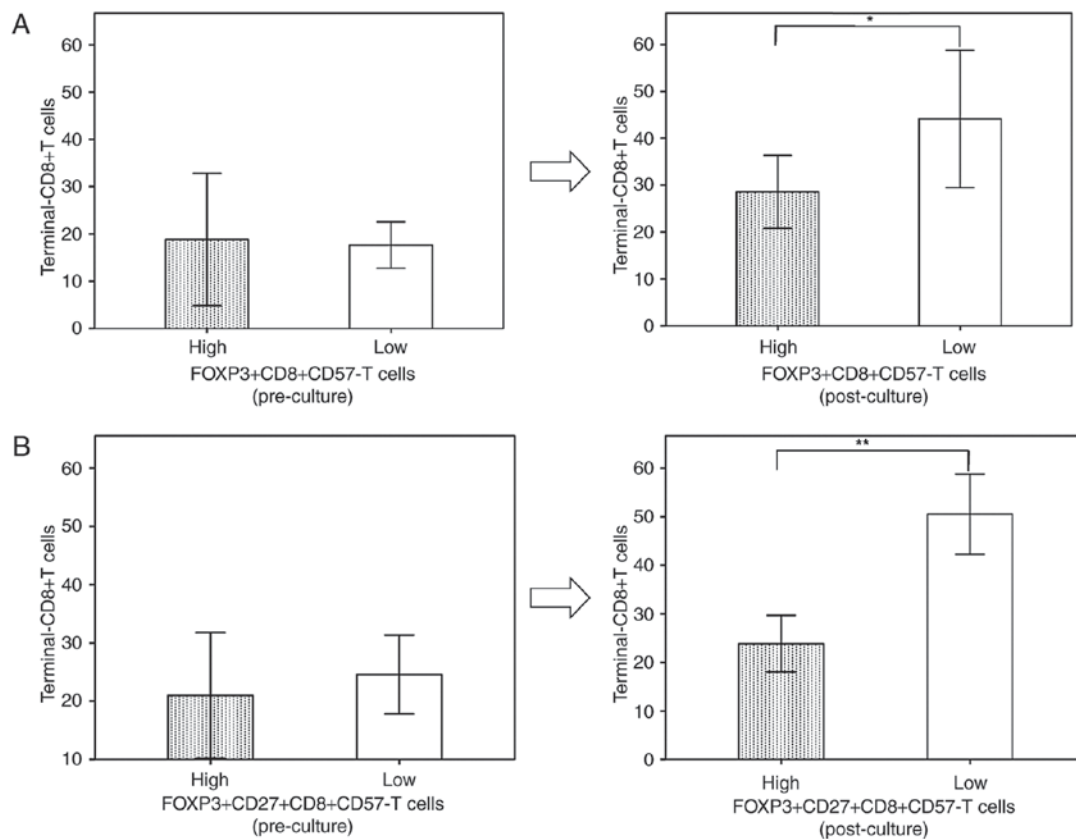 A
Terminal-CD8+T cells
60
50
40
30
20
10
0
High
Low
FOXP3+CD8+CD57-T cells
(pre-culture)
*
Terminal-CD8+T cells
60
50
40
30
20
10
0
High
Low
FOXP3+CD8+CD57-T cells
(post-culture)
B
Terminal-CD8+T cells
60
50
40
30
20
10
High
Low
FOXP3+CD27+CD8+CD57-T cells
(pre-culture)
**
Terminal-CD8+T cells
60
50
40
30
20
10
0
High
Low
FOXP3+CD27+CD8+CD57-T cells
(post-culture)